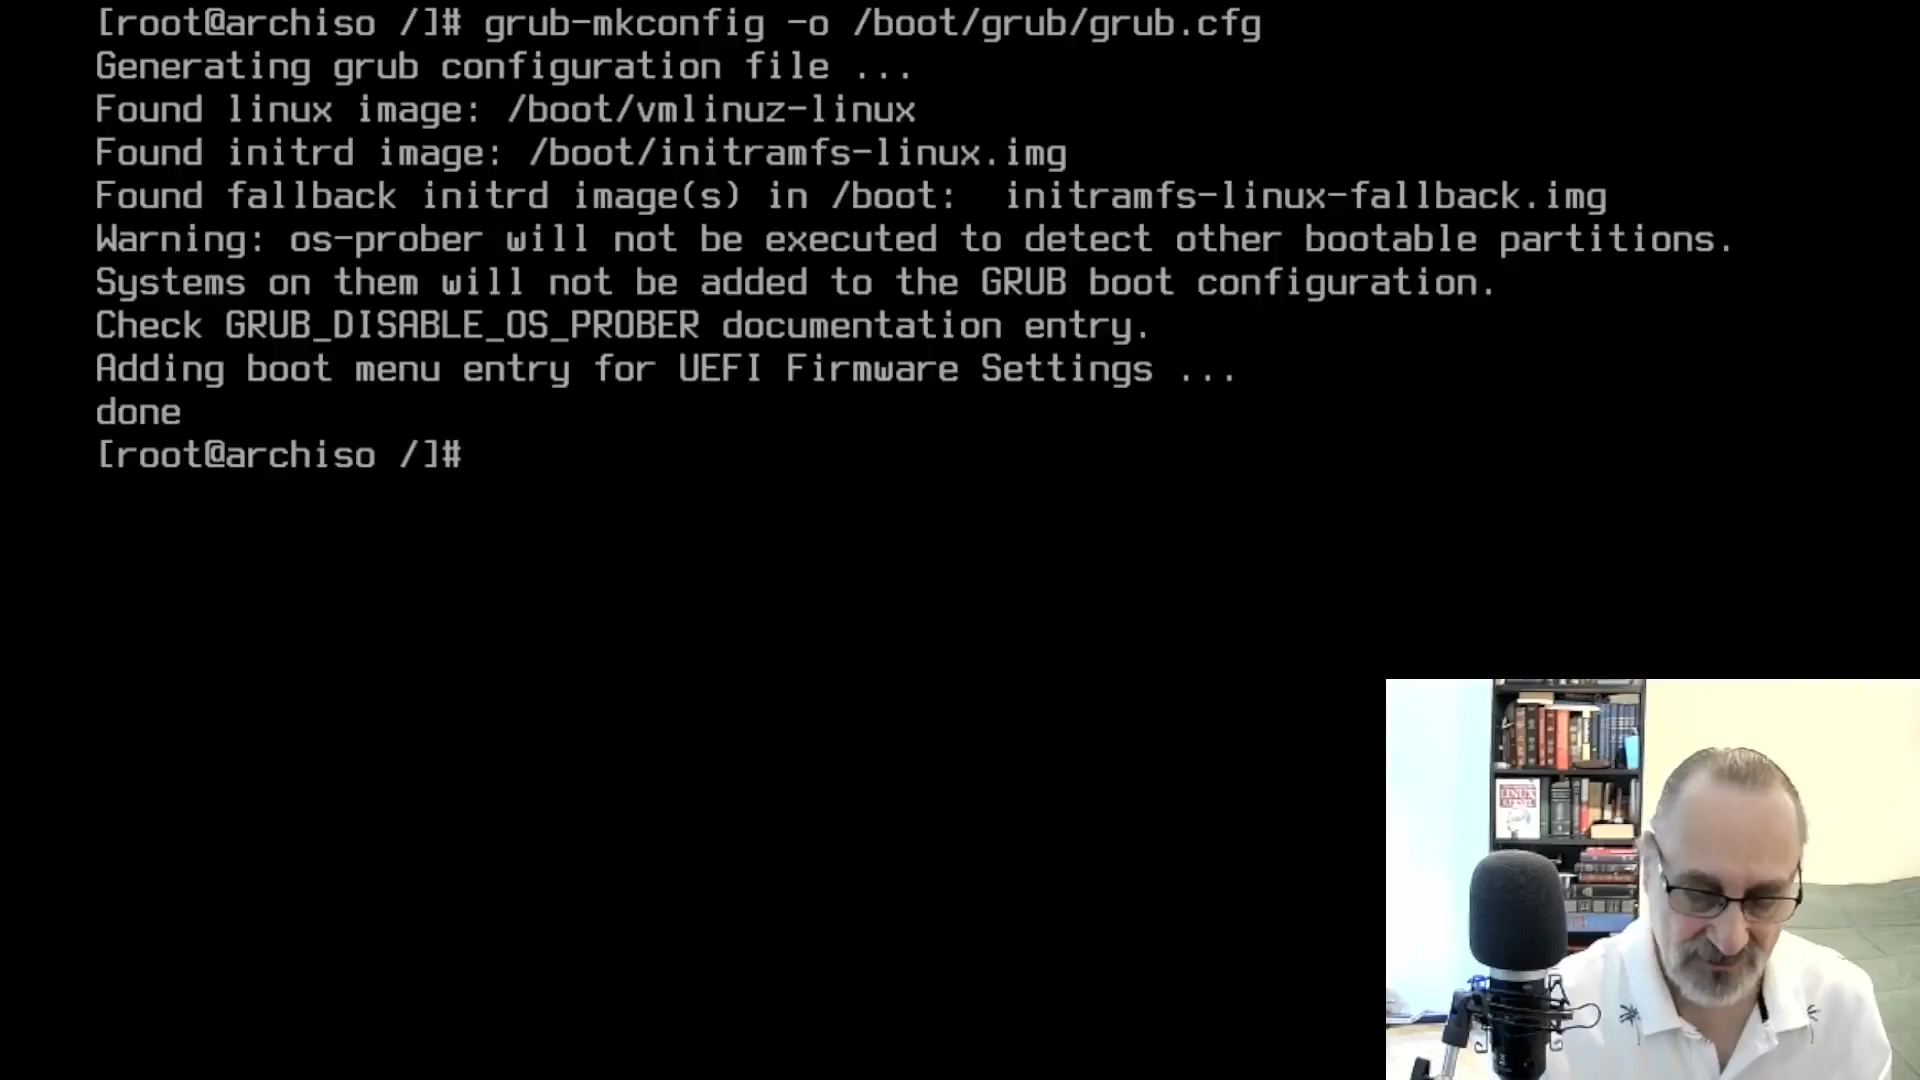 [root@archiso /]# grub-mkconfig -o /boot/grub/grub.cfg
Generating grub configuration file ...
Found linux image: /boot/vmlinuz-linux
Found initrd image: /boot/initramfs-linux.img
Found fallback initrd image(s) in /boot:  initramfs-linux-fallback.img
Warning: os-prober will not be executed to detect other bootable partitions.
Systems on them will not be added to the GRUB boot configuration.
Check GRUB_DISABLE_OS_PROBER documentation entry.
Adding boot menu entry for UEFI Firmware Settings ...
done
[root@archiso /]#
LINUX
KERNEL